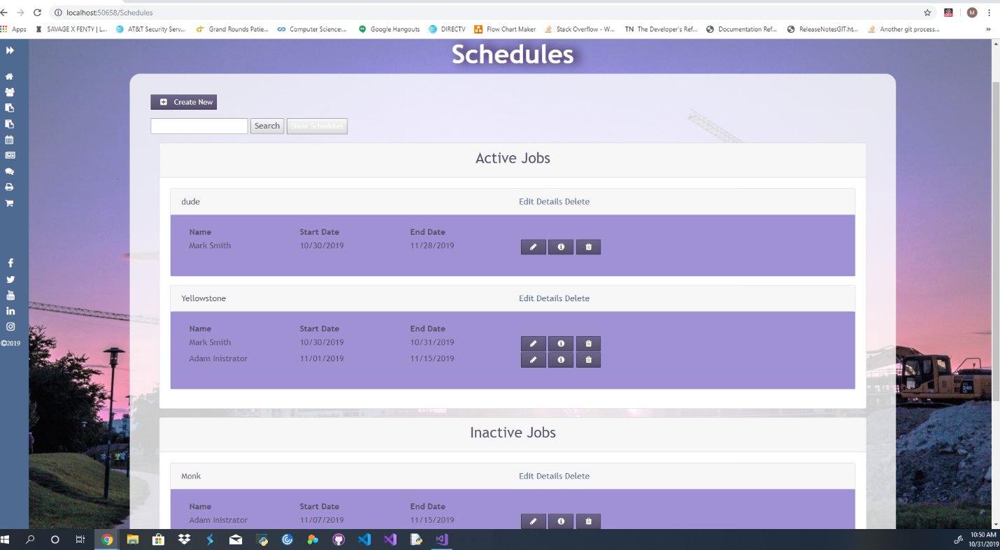 localhost:50658/Schedules
M
Apps SAVAGE X FENTY | L... AT&T Security Serv... Grand Rounds Patie... Computer Science:... Google Hangouts DIRECTV Flow Chart Maker Stack Overflow - W... TN The Developer's Ref... Documentation Ref... ReleaseNotesGIT.ht... Another git process... »
Schedules
Create New
Search Show Schedules
Active Jobs
dude Edit Details Delete
Name Start Date End Date
Mark Smith 10/30/2019 11/28/2019
Yellowstone Edit Details Delete
Name Start Date End Date
Mark Smith 10/30/2019 10/31/2019
Adam Inistrator 11/01/2019 11/15/2019
©2019
Inactive Jobs
Monk Edit Details Delete
Name Start Date End Date
Adam Inistrator 11/07/2019 11/15/2019
10:50 AM
10/31/2019